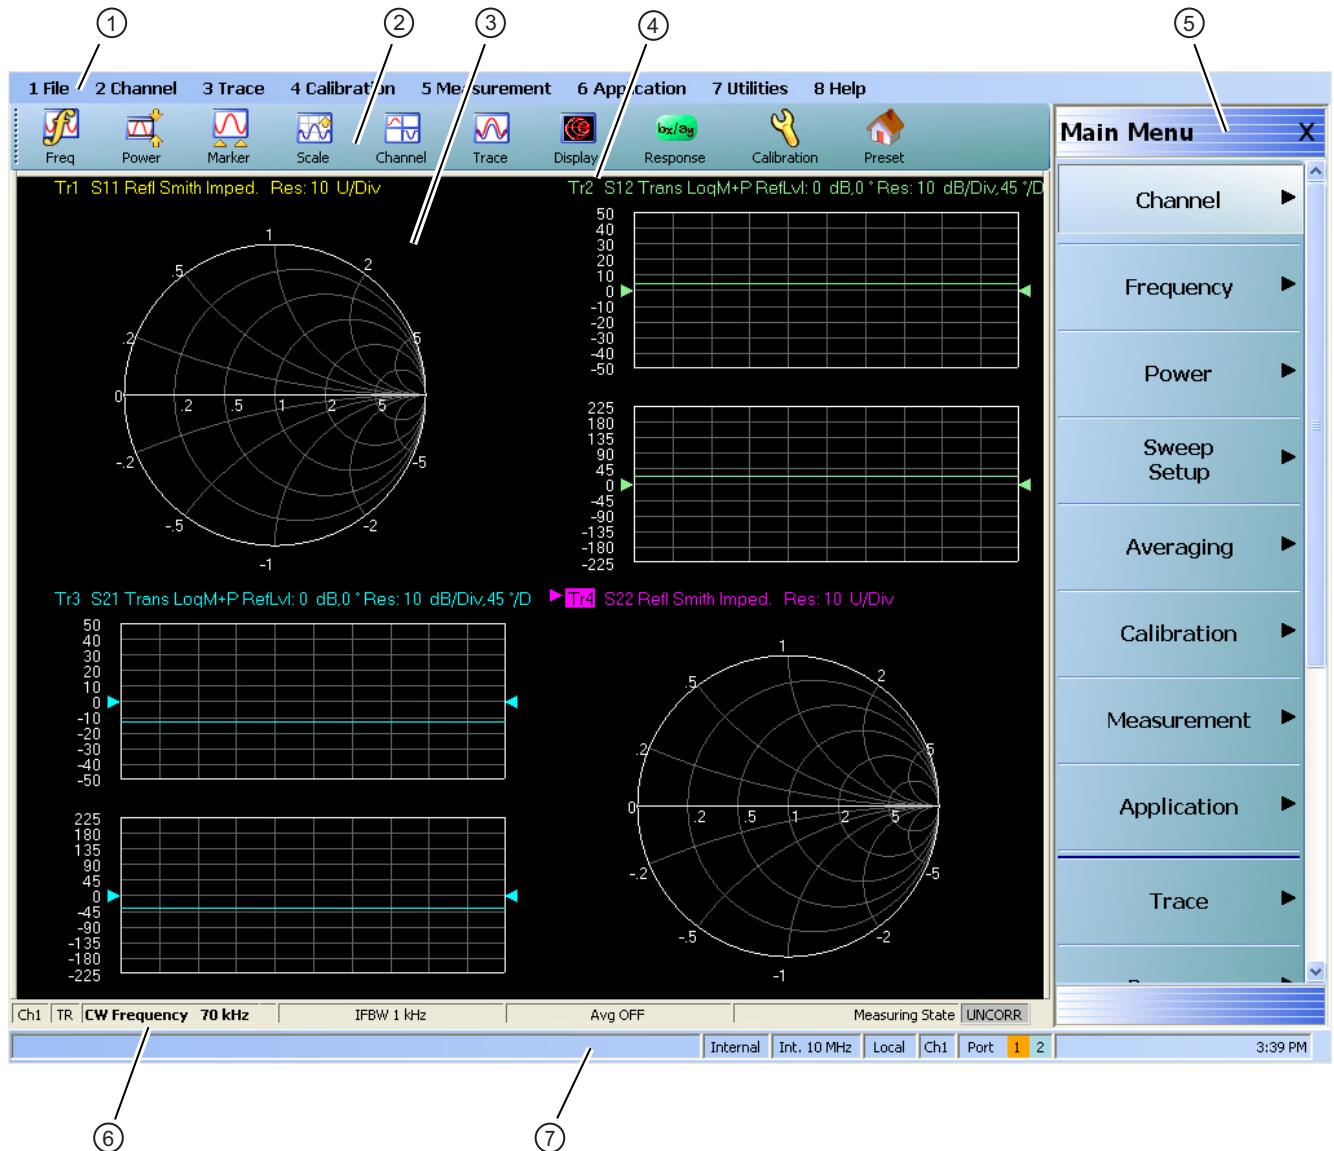 1 2 3 4 5
1 File 2 Channel 3 Trace 4 Calibration 5 Measurement 6 Application 7 Utilities 8 Help
Freq Power Marker Scale Channel Trace Display bx/ay Response Calibration Preset
Main Menu X
Channel
Frequency
Power
Sweep
Setup
Averaging
Calibration
Measurement
Application
Trace
Tr1 S11 Refl Smith Imped. Res: 10 U/Div
1
.5 2
.2 5
0 .2 .5 1 2 5
-.2 -5
-.5 -2
-1
Tr2 S12 Trans LogM+P RefLvl: 0 dB,0 ° Res: 10 dB/Div,45 °/D
50
40
30
20
10
0
-10
-20
-30
-40
-50
225
180
135
90
45
0
-45
-90
-135
-180
-225
Tr3 S21 Trans LogM+P RefLvl: 0 dB,0 ° Res: 10 dB/Div,45 °/D
50
40
30
20
10
0
-10
-20
-30
-40
-50
225
180
135
90
45
0
-45
-90
-135
-180
-225
Tr4 S22 Refl Smith Imped. Res: 10 U/Div
1
.5 2
.2 5
0 .2 .5 1 2 5
-.2 -5
-.5 -2
-1
Ch1 TR CW Frequency 70 kHz IFBW 1 kHz Avg OFF Measuring State UNCORR
Internal Int. 10 MHz Local Ch1 Port 1 2 3:39 PM
6 7